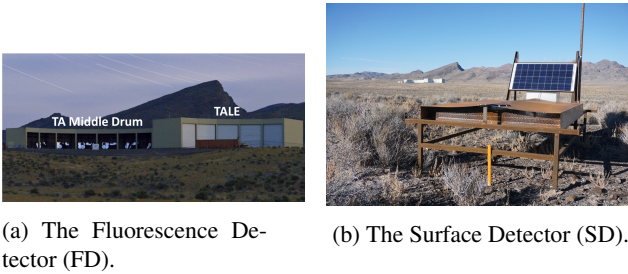 TALE
TA Middle Drum
(a) The Fluorescence De-
tector (FD).
(b) The Surface Detector (SD).